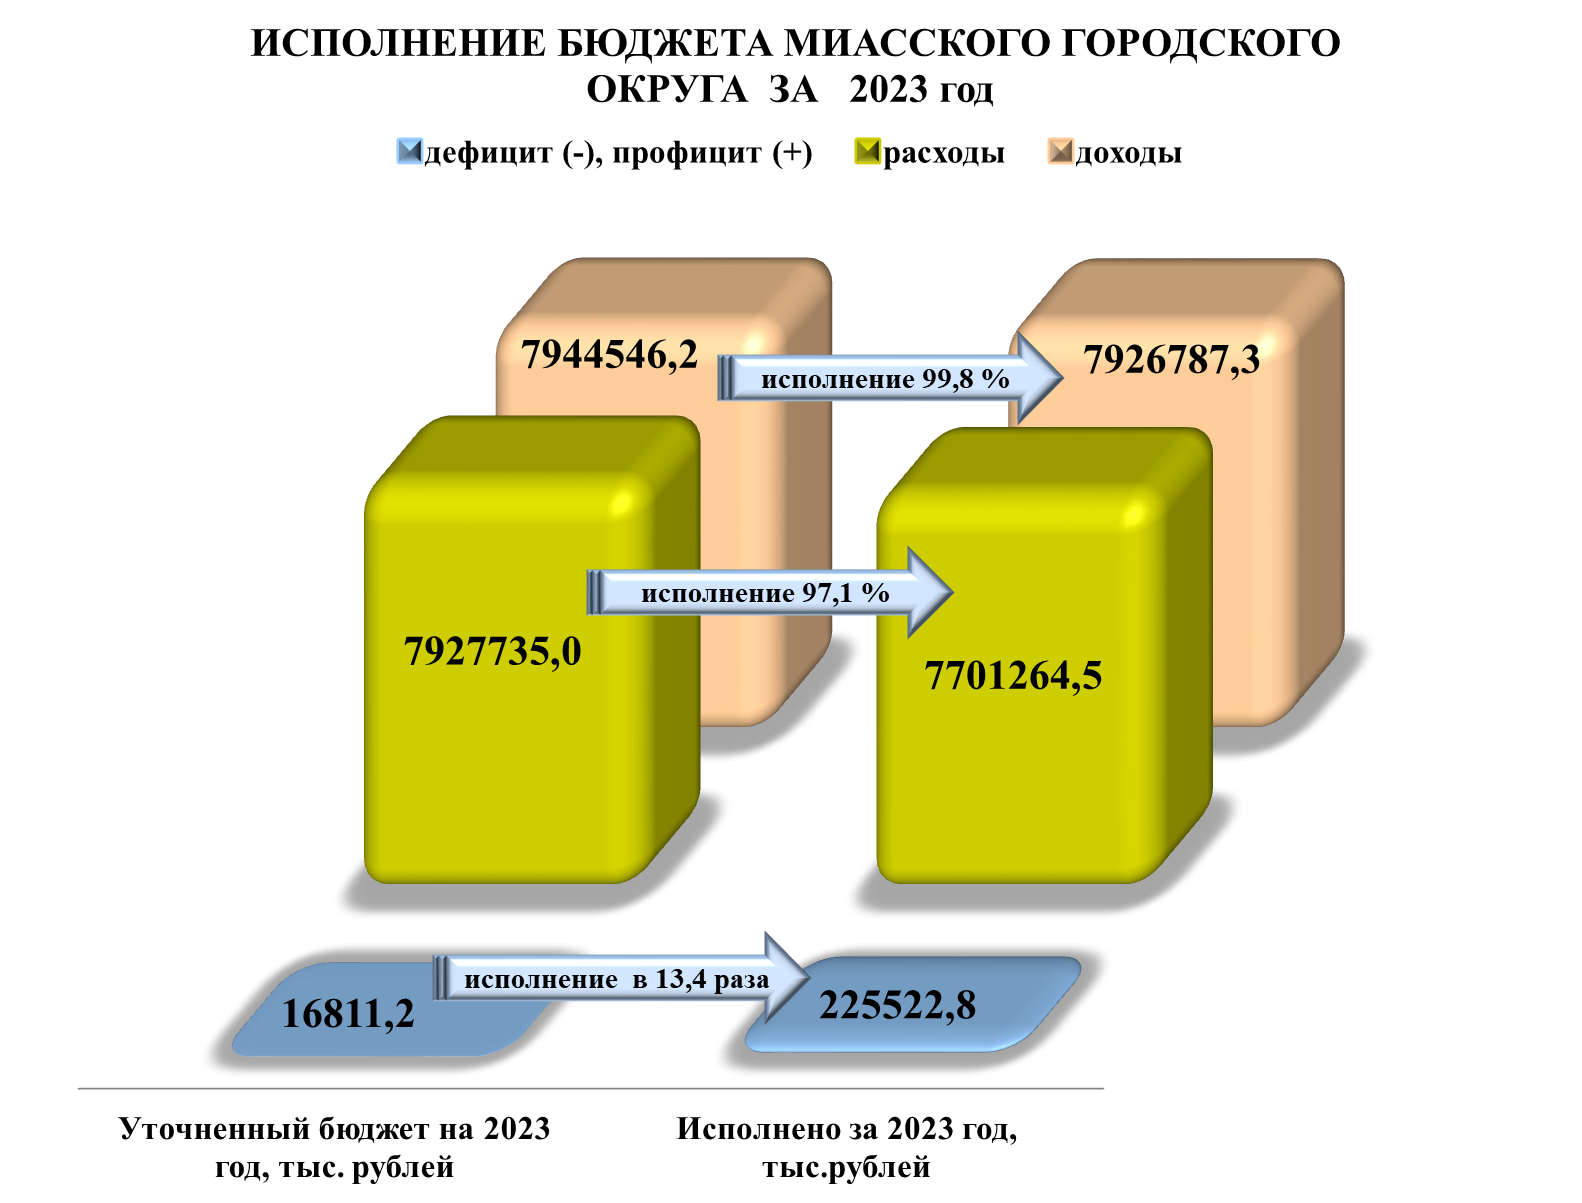 ИСПОЛНЕНИЕ БЮДЖЕТА МИАССКОГО ГОРОДСКОГО
ОКРУГА ЗА 2023 год
дефицит (-), профицит (+) расходы доходы
7944546,2
исполнение 99,8 %
7926787,3
исполнение 97,1 %
7927735,0
7701264,5
исполнение в 13,4 раза
16811,2
225522,8
Уточненный бюджет на 2023
год, тыс. рублей
Исполнено за 2023 год,
тыс.рублей